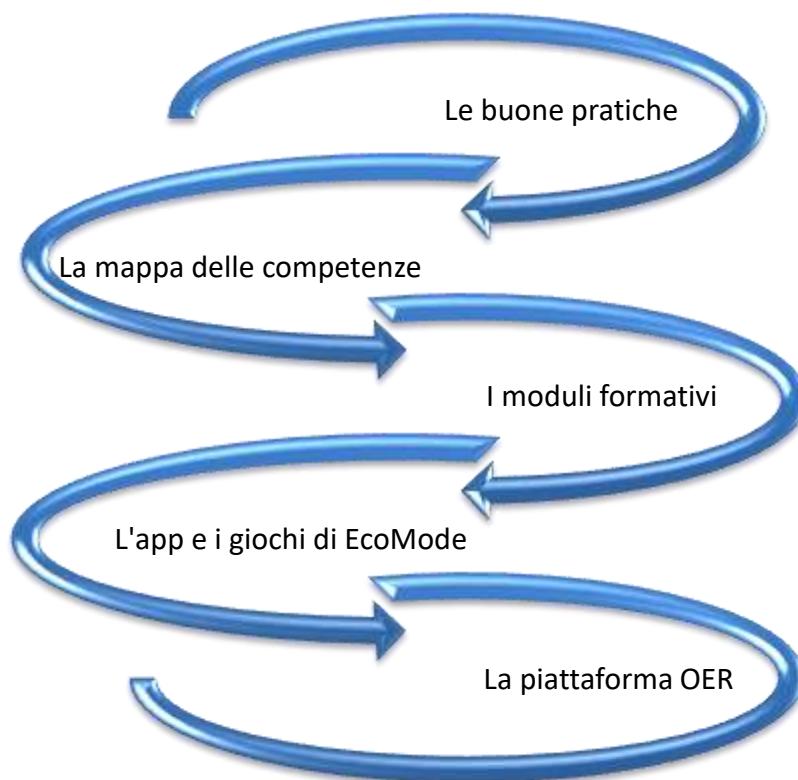 Le buone pratiche
La mappa delle competenze
I moduli formativi
L'app e i giochi di EcoMode
La piattaforma OER